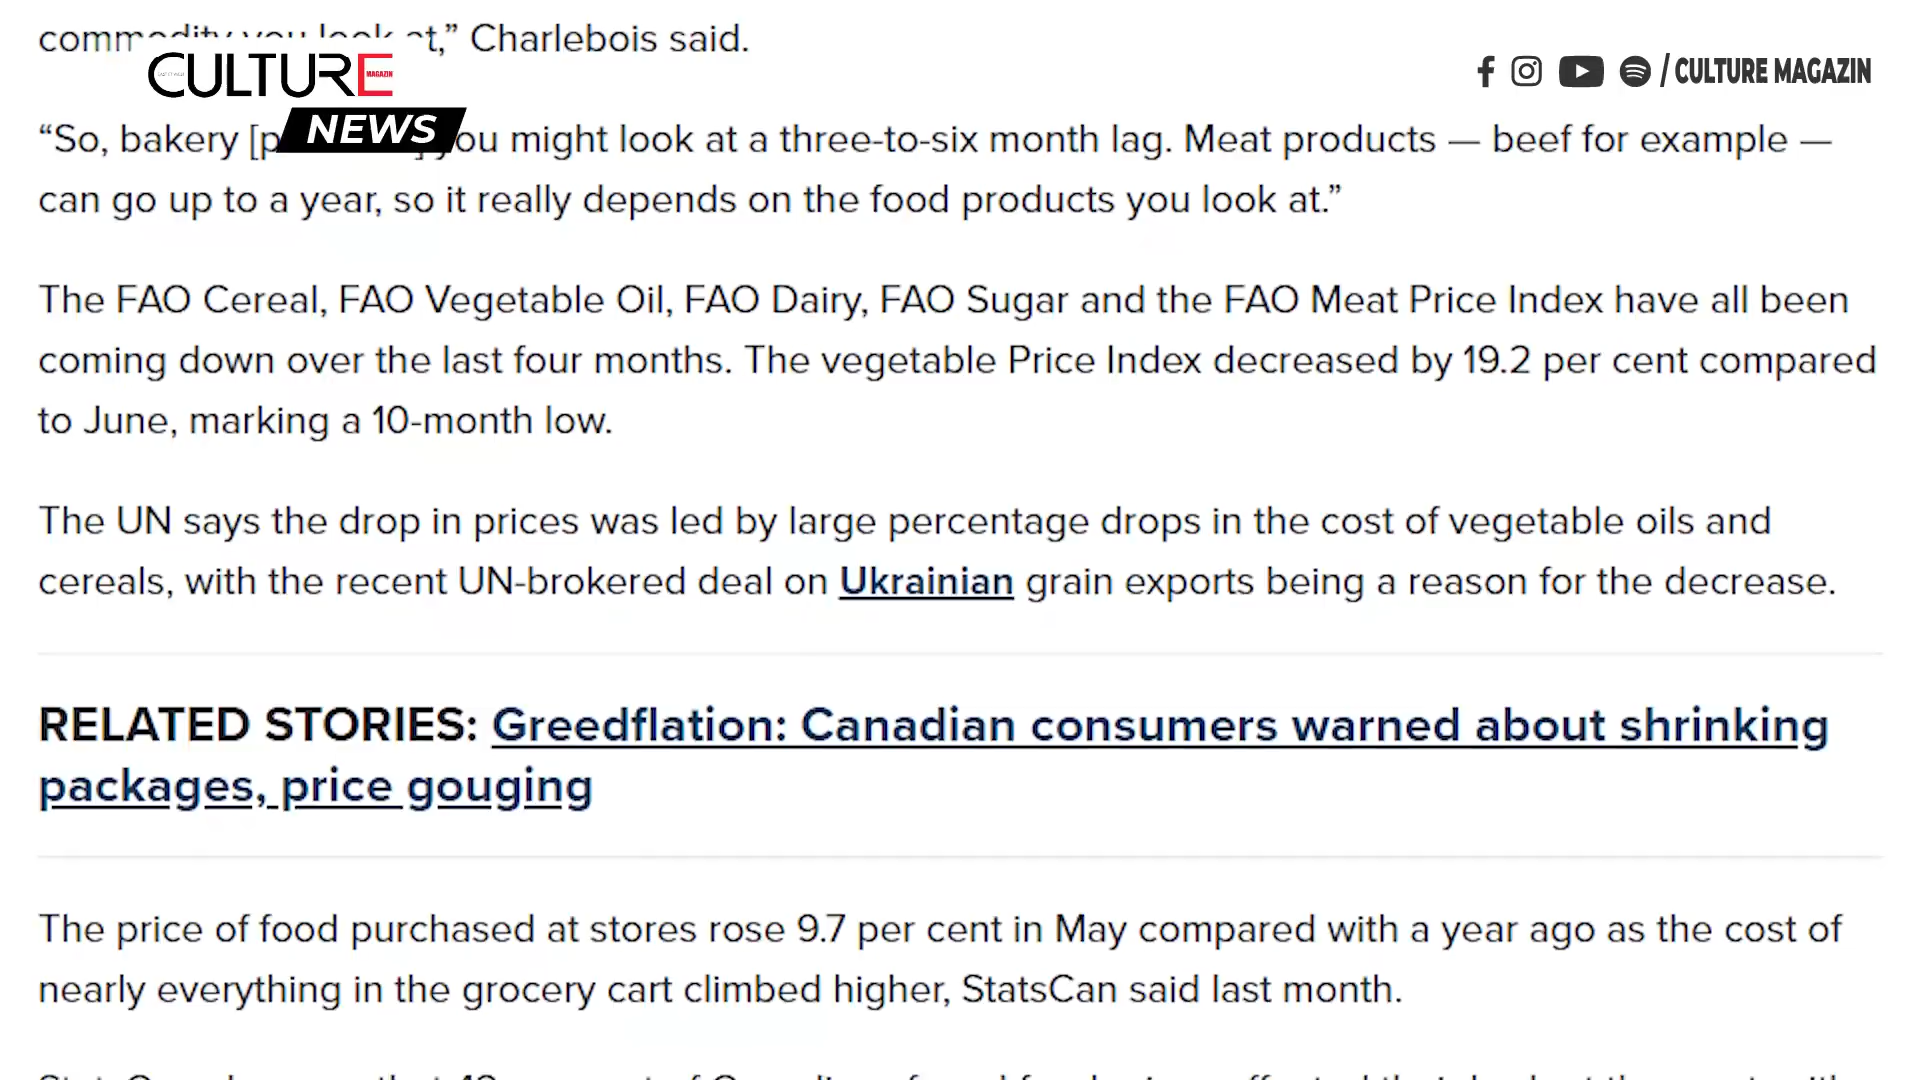 commodity you look at,” Charlebois said.
CULTURE
MAGAZIN
NEWS
/ CULTURE MAGAZIN
“So, bakery [p you might look at a three-to-six month lag. Meat products — beef for example —
can go up to a year, so it really depends on the food products you look at.”
The FAO Cereal, FAO Vegetable Oil, FAO Dairy, FAO Sugar and the FAO Meat Price Index have all been
coming down over the last four months. The vegetable Price Index decreased by 19.2 per cent compared
to June, marking a 10-month low.
The UN says the drop in prices was led by large percentage drops in the cost of vegetable oils and
cereals, with the recent UN-brokered deal on Ukrainian grain exports being a reason for the decrease.
RELATED STORIES: Greedflation: Canadian consumers warned about shrinking
packages, price gouging
The price of food purchased at stores rose 9.7 per cent in May compared with a year ago as the cost of
nearly everything in the grocery cart climbed higher, StatsCan said last month.